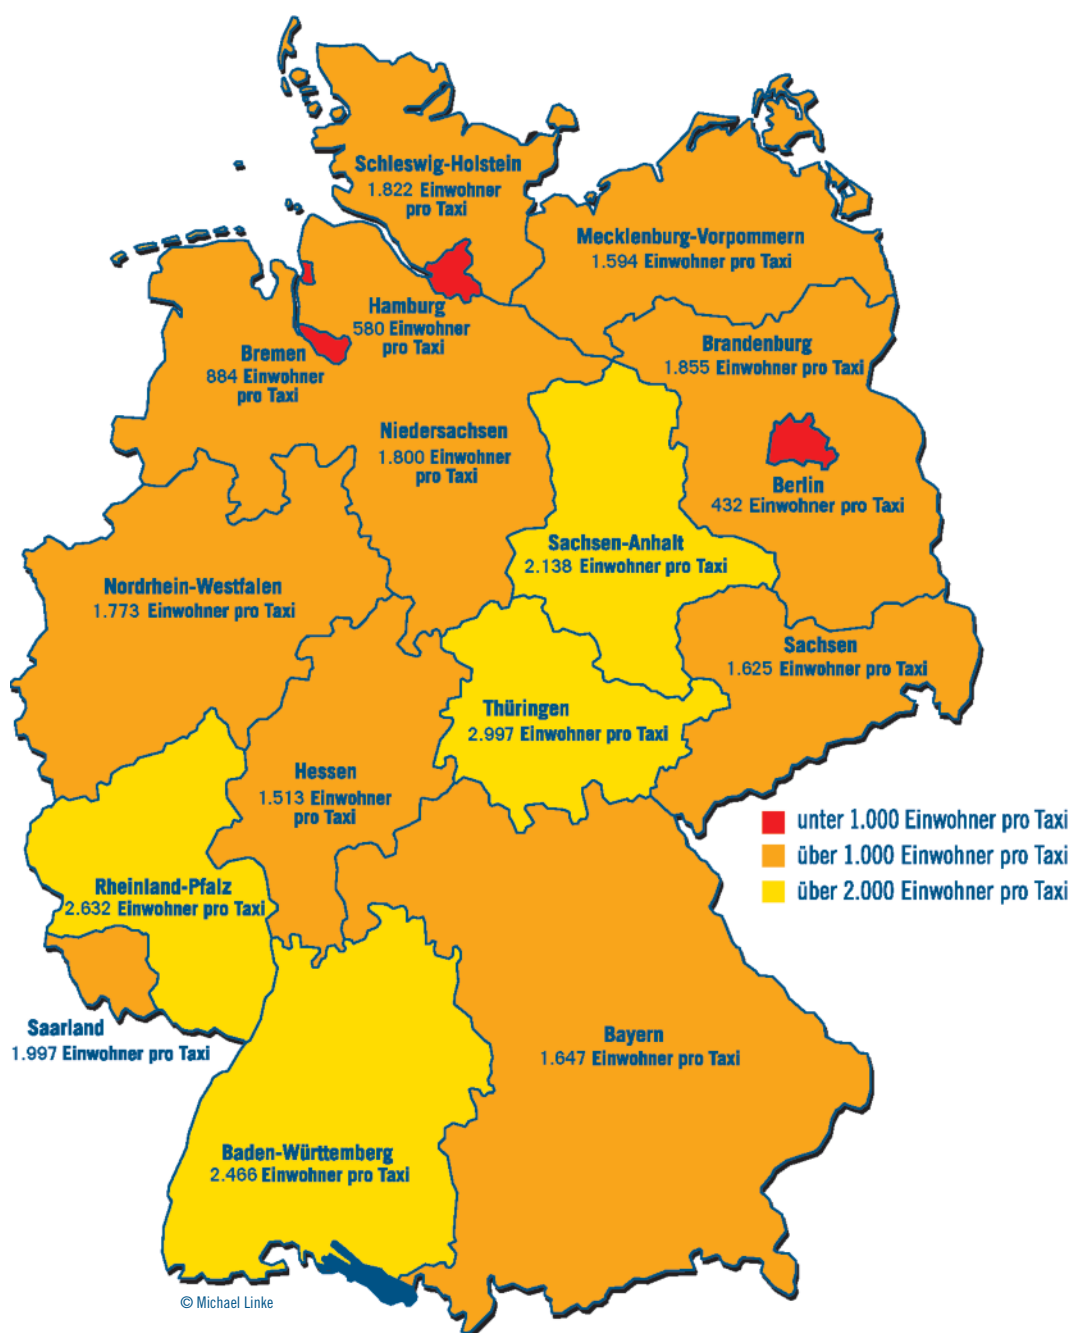 Schleswig-Holstein
1.822 Einwohner
pro Taxi
Mecklenburg-Vorpommern
1.594 Einwohner pro Taxi
Hamburg
580 Einwohner
pro Taxi
Bremen
884 Einwohner
pro Taxi
Brandenburg
1.855 Einwohner pro Taxi
Niedersachsen
1.800 Einwohner
pro Taxi
Berlin
432 Einwohner pro Taxi
Sachsen-Anhalt
2.138 Einwohner pro Taxi
Nordrhein-Westfalen
1.773 Einwohner pro Taxi
Sachsen
1.625 Einwohner pro Taxi
Thüringen
2.997 Einwohner pro Taxi
Hessen
1.513 Einwohner
pro Taxi
unter 1.000 Einwohner pro Taxi
über 1.000 Einwohner pro Taxi
über 2.000 Einwohner pro Taxi
Rheinland-Pfalz
2.632 Einwohner pro Taxi
Saarland
1.997 Einwohner pro Taxi
Bayern
1.647 Einwohner pro Taxi
Baden-Württemberg
2.466 Einwohner pro Taxi
© Michael Linke